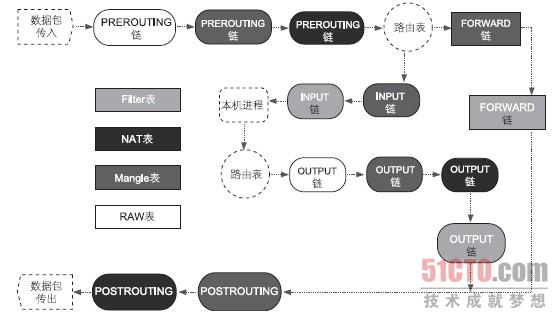 数据包
传入
PREROUTING
链
PREROUTING
链
PREROUTING
链
路由表
FORWARD
链
Filter表
NAT表
Mangle表
RAW表
本机进程
INPUT
链
INPUT
链
FORWARD
链
路由表
OUTPUT
链
OUTPUT
链
OUTPUT
链
OUTPUT
链
数据包
传出
POSTROUTING
POSTROUTING
51CTO.com
技术成就梦想